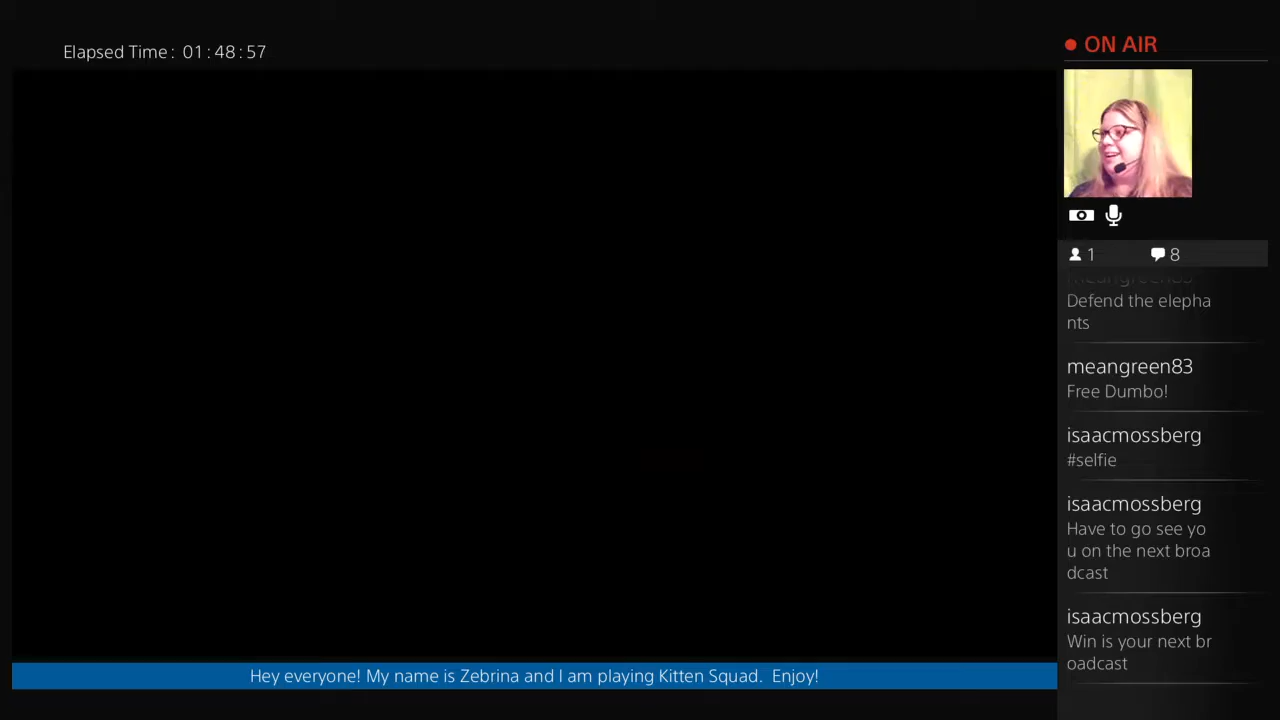 Elapsed Time: 01:48:57
ON AIR
1 8
Defend the elepha
nts
meangreen83
Free Dumbo!
isaacmossberg
#selfie
isaacmossberg
Have to go see yo
u on the next broa
dcast
isaacmossberg
Win is your next br
oadcast
Hey everyone! My name is Zebrina and I am playing Kitten Squad. Enjoy!